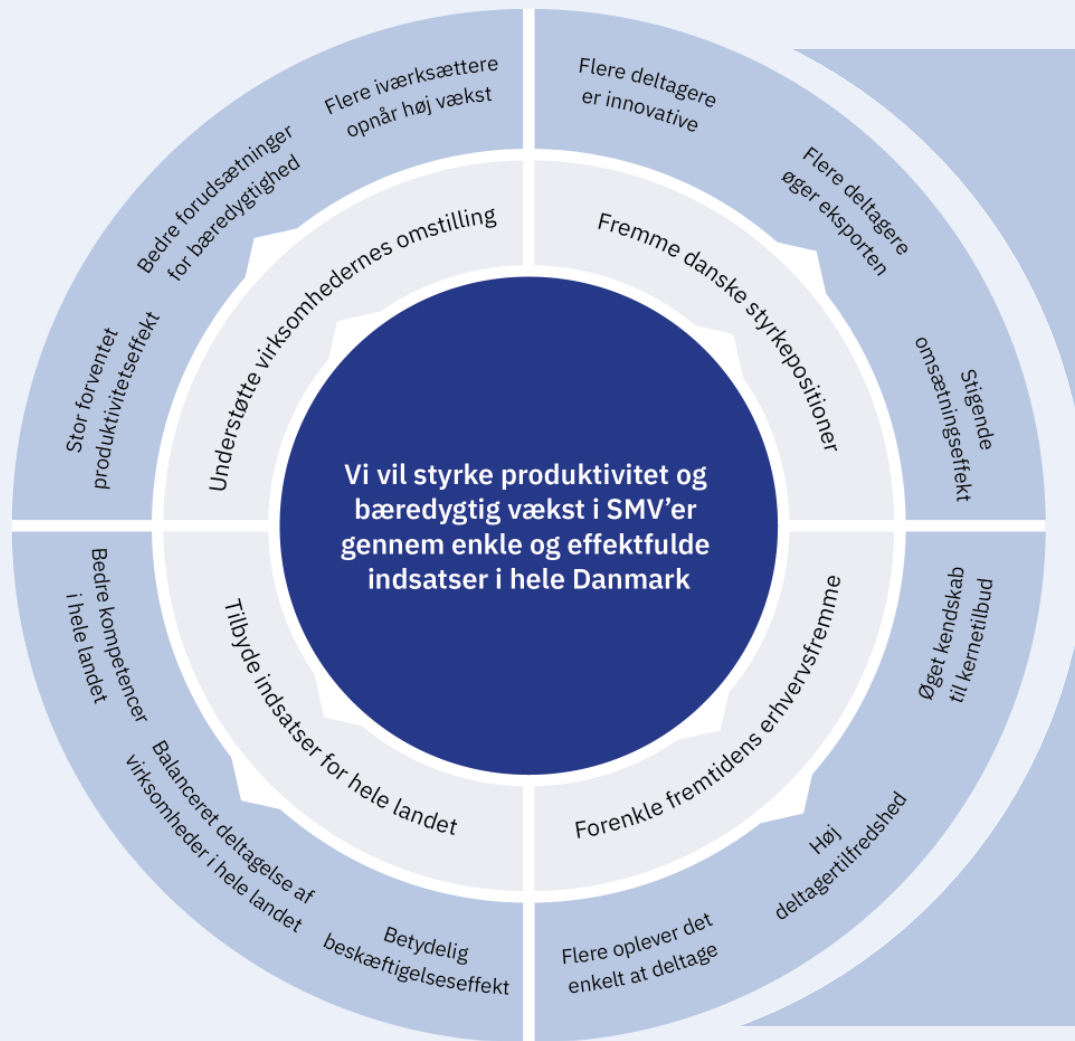 Flere iværksættere
opnår høj vækst
Bedre forudsætninger
for bæredygtighed
Stor forventet
produktivitetseffekt
Understøtte virksomhedernes omstilling
Flere deltagere
er innovative
Flere deltagere
øger eksporten
Stigende
omsætningseffekt
Fremme danske styrkepositioner
Vi vil styrke produktivitet og
bæredygtig vækst i SMV’er
gennem enkle og effektfulde
indsatser i hele Danmark
Bedre kompetencer
i hele landet
Balanceret deltagelse af
virksomheder i hele landet
Betydelig
beskæftigelseseffekt
Tilbyde indsatser for hele landet
Øget kendskab
til kernetilbud
Høj
deltagertilfredshed
Flere oplever det
enkelt at deltage
Forenkle fremtidens erhvervsfremme